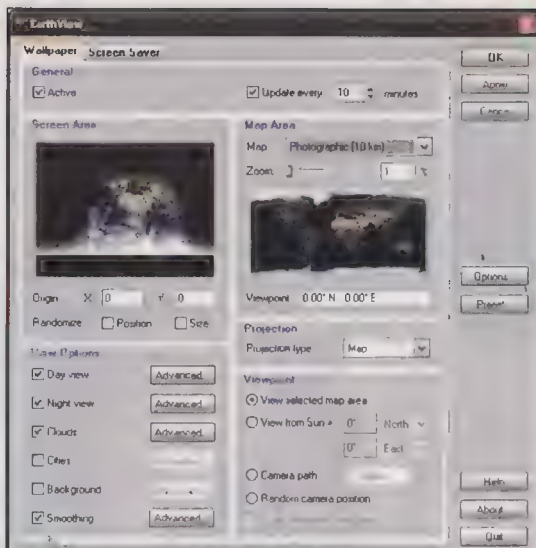 EarthView
Wallpaper Screen Saver
General
Active
Update every 10 minutes
Screen Area
Origin X 0 Y 0
Randomize Position Size
Map Area
Map Photographic (10 km)
Zoom 1 %
Viewpoint 0.00° N 0.00° E
Projection
Projection type Map
View Options
Day view Advanced
Night view Advanced
Clouds Advanced
Cities
Background
Smoothing Advanced
Viewpoint
View selected map area
View from Sun + 0° North
0° East
Camera path
Random camera position
OK
Apply
Cancel
Options
Preset
Help
About
Quit